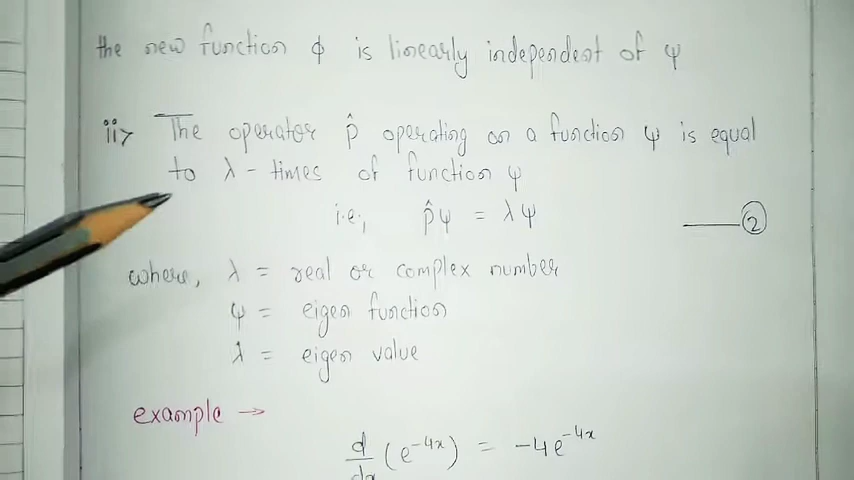 the new function ϕ is linearly independent of ψ
ii> The operator p̂ operating on a function ψ is equal
to λ - times of function ψ
i.e., p̂ψ = λψ —— ②
where, λ = real or complex number
ψ = eigen function
λ = eigen value
example →
d/dx (e^-4x) = -4e^-4x